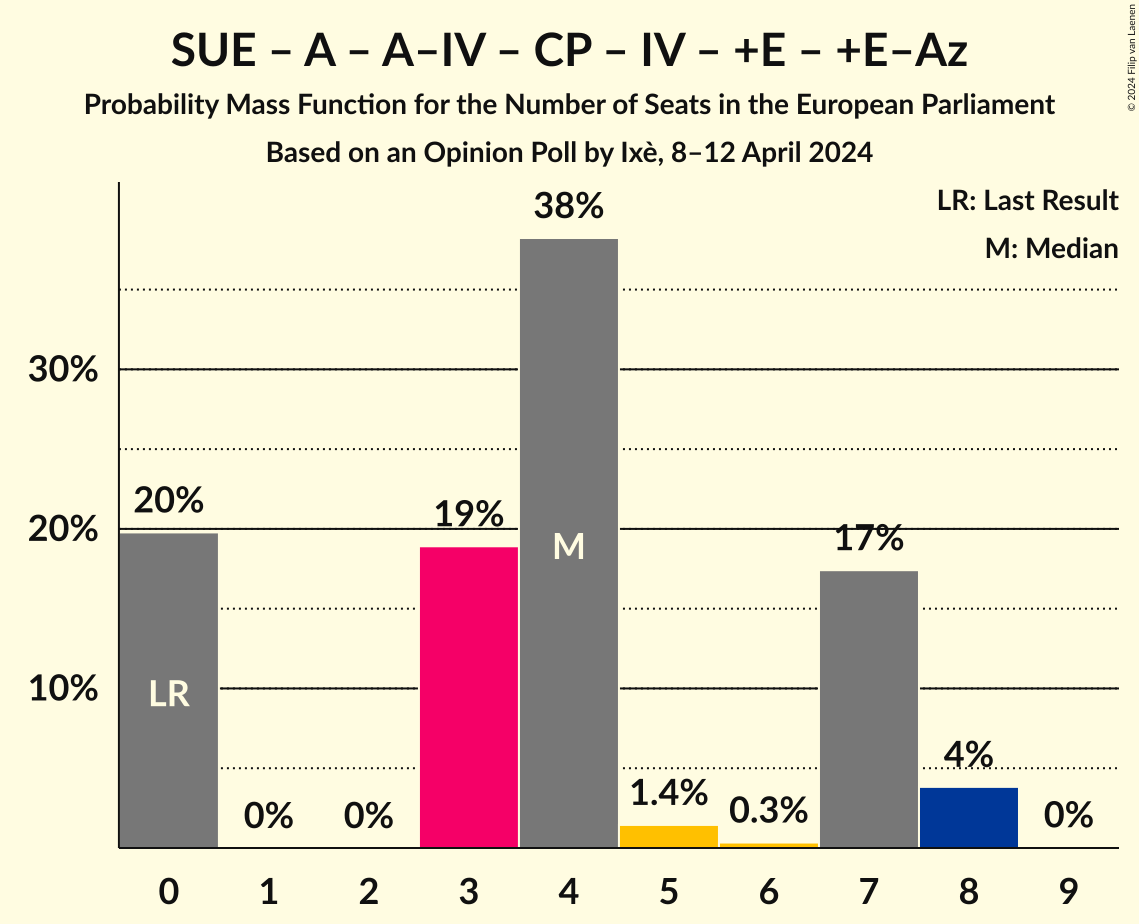 SUE – A – A–IV – CP – IV – +E – +E–Az
Probability Mass Function for the Number of Seats in the European Parliament
Based on an Opinion Poll by Ixè, 8–12 April 2024
© 2024 Filip van Laenen
LR: Last Result
M: Median
38%
30%
20%
19%
17%
20%
M
LR
10%
4%
1.4%
0.3%
0%
0%
0%
0 1 2 3 4 5 6 7 8 9